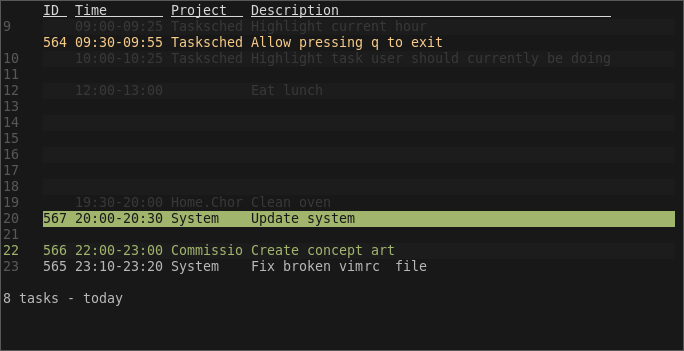 ID Time Project Description
9 09:00-09:25 Tasksched Highlight current hour
564 09:30-09:55 Tasksched Allow pressing q to exit
10 10:00-10:25 Tasksched Highlight task user should currently be doing
11
12 12:00-13:00 Eat lunch
13
14
15
16
17
18
19 19:30-20:00 Home.Chor Clean oven
20 567 20:00-20:30 System Update system
21
22 566 22:00-23:00 Commissio Create concept art
23 565 23:10-23:20 System Fix broken vimrc file
8 tasks - today